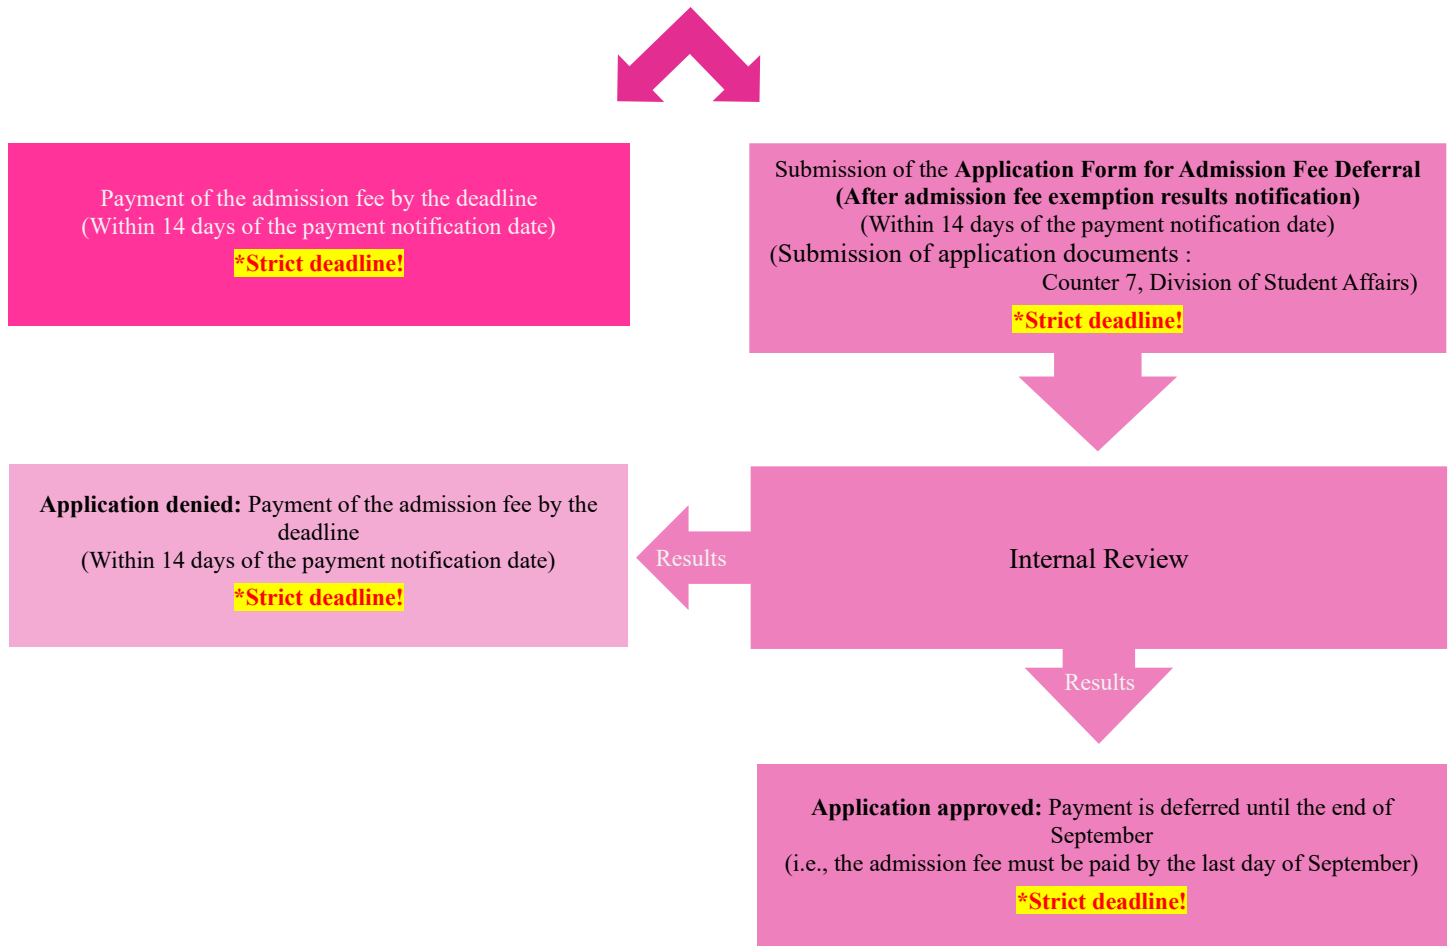 Payment of the admission fee by the deadline
(Within 14 days of the payment notification date)
*Strict deadline!
Submission of the Application Form for Admission Fee Deferral
(After admission fee exemption results notification)
(Within 14 days of the payment notification date)
(Submission of application documents :
Counter 7, Division of Student Affairs)
*Strict deadline!
Application denied: Payment of the admission fee by the
deadline
(Within 14 days of the payment notification date)
*Strict deadline!
Results
Internal Review
Results
Application approved: Payment is deferred until the end of
September
(i.e., the admission fee must be paid by the last day of September)
*Strict deadline!